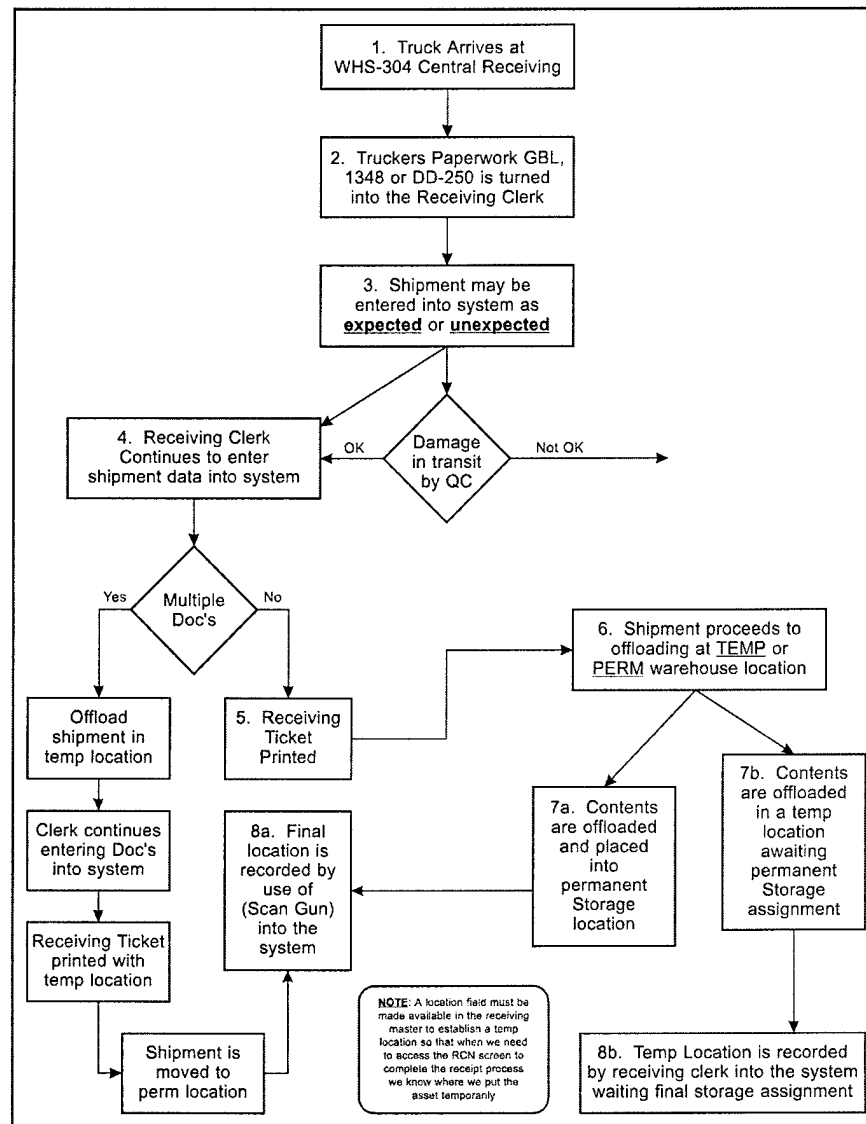 1. Truck Arrives at
WHS-304 Central Receiving
2. Truckers Paperwork GBL,
1348 or DD-250 is turned
into the Receiving Clerk
3. Shipment may be
entered into system as
expected or unexpected
4. Receiving Clerk
Continues to enter
shipment data into system
OK
Damage
in transit
by QC
Not OK
Yes
Multiple
Doc's
No
6. Shipment proceeds to
offloading at TEMP or
PERM warehouse location
Offload
shipment in
temp location
5. Receiving
Ticket
Printed
7b. Contents
are offloaded
in a temp
location
awaiting
permanent
Storage
assignment
7a. Contents
are offloaded
and placed
into
permanent
Storage
location
Clerk continues
entering Doc's
into system
8a. Final
location is
recorded by
use of
(Scan Gun)
into the
system
Receiving Ticket
printed with
temp location
Shipment is
moved to
perm location
NOTE: A location field must be
made available in the receiving
master to establish a temp
location so that when we need
to access the RCN screen to
complete the receipt process
we know where we put the
asset temporarily
8b. Temp Location is recorded
by receiving clerk into the system
waiting final storage assignment